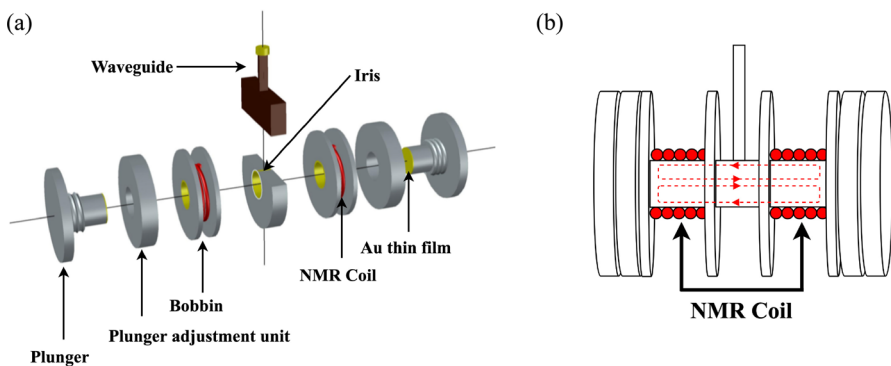 (a)
Waveguide
Iris
Au thin film
NMR Coil
Bobbin
Plunger adjustment unit
Plunger
(b)
NMR Coil